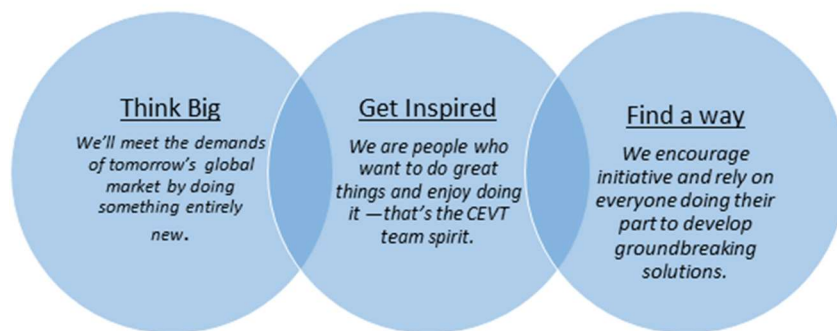 Think Big
We'll meet the demands
of tomorrow's global
market by doing
something entirely
new.
Get Inspired
We are people who
want to do great
things and enjoy doing
it —that's the CEVT
team spirit.
Find a way
We encourage
initiative and rely on
everyone doing their
part to develop
groundbreaking
solutions.